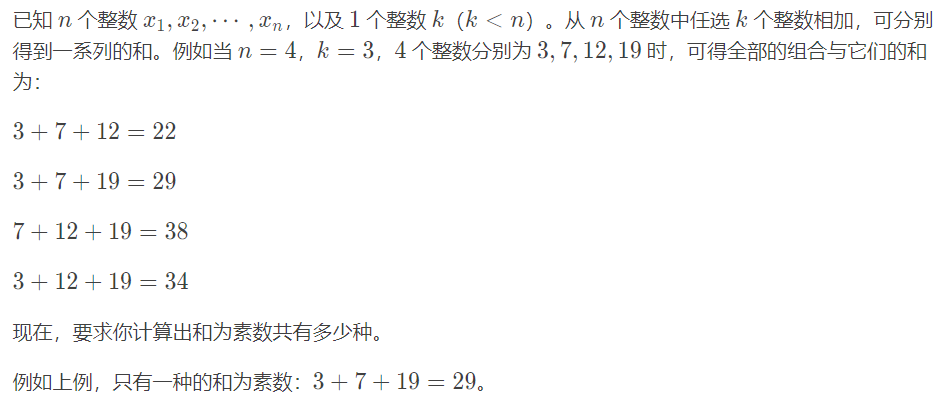 已知 n 个整数 x₁, x₂, ⋯ , xₙ，以及 1 个整数 k（k < n）。从 n 个整数中任选 k 个整数相加，可分别
得到一系列的和。例如当 n = 4，k = 3，4 个整数分别为 3, 7, 12, 19 时，可得全部的组合与它们的和
为：
3 + 7 + 12 = 22
3 + 7 + 19 = 29
7 + 12 + 19 = 38
3 + 12 + 19 = 34
现在，要求你计算出和为素数共有多少种。
例如上例，只有一种的和为素数：3 + 7 + 19 = 29。